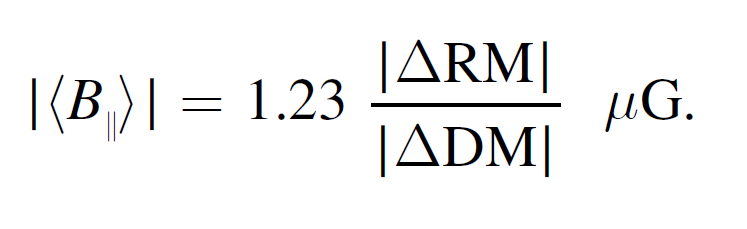 |⟨B∥⟩| = 1.23 |ΔRM| / |ΔDM| μG.